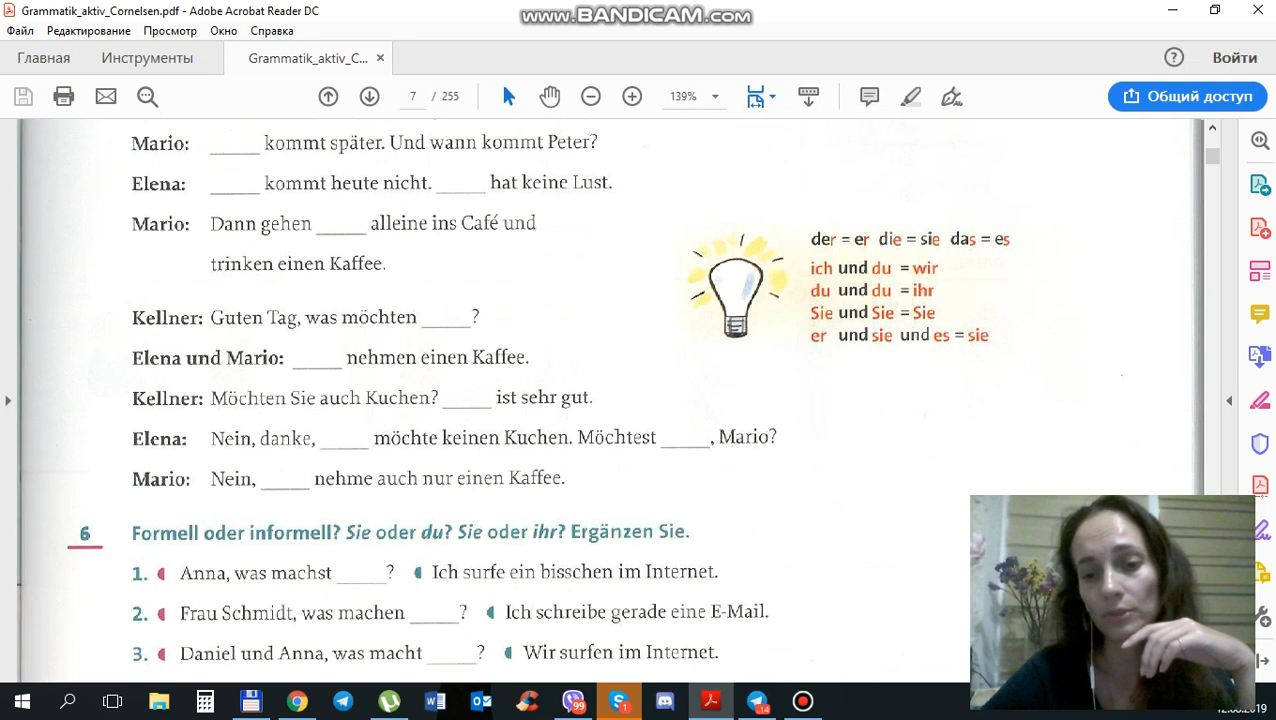 Grammatik_aktiv_Cornelsen.pdf - Adobe Acrobat Reader DC
www.BANDICAM.com
Файл Редактирование Просмотр Окно Справка
Главная Инструменты Grammatik_aktiv_C... × Войти
7 / 255 139% Общий доступ
Mario: _____ kommt später. Und wann kommt Peter?
Elena: _____ kommt heute nicht. _____ hat keine Lust.
Mario: Dann gehen _____ alleine ins Café und
trinken einen Kaffee.
der = er die = sie das = es
ich und du = wir
du und du = ihr
Sie und Sie = Sie
er und sie und es = sie
Kellner: Guten Tag, was möchten _____?
Elena und Mario: _____ nehmen einen Kaffee.
Kellner: Möchten Sie auch Kuchen? _____ ist sehr gut.
Elena: Nein, danke, _____ möchte keinen Kuchen. Möchtest _____, Mario?
Mario: Nein, _____ nehme auch nur einen Kaffee.
6 Formell oder informell? Sie oder du? Sie oder ihr? Ergänzen Sie.
1. Anna, was machst _____? Ich surfe ein bisschen im Internet.
2. Frau Schmidt, was machen _____? Ich schreibe gerade eine E-Mail.
3. Daniel und Anna, was macht _____? Wir surfen im Internet.
99
1
14